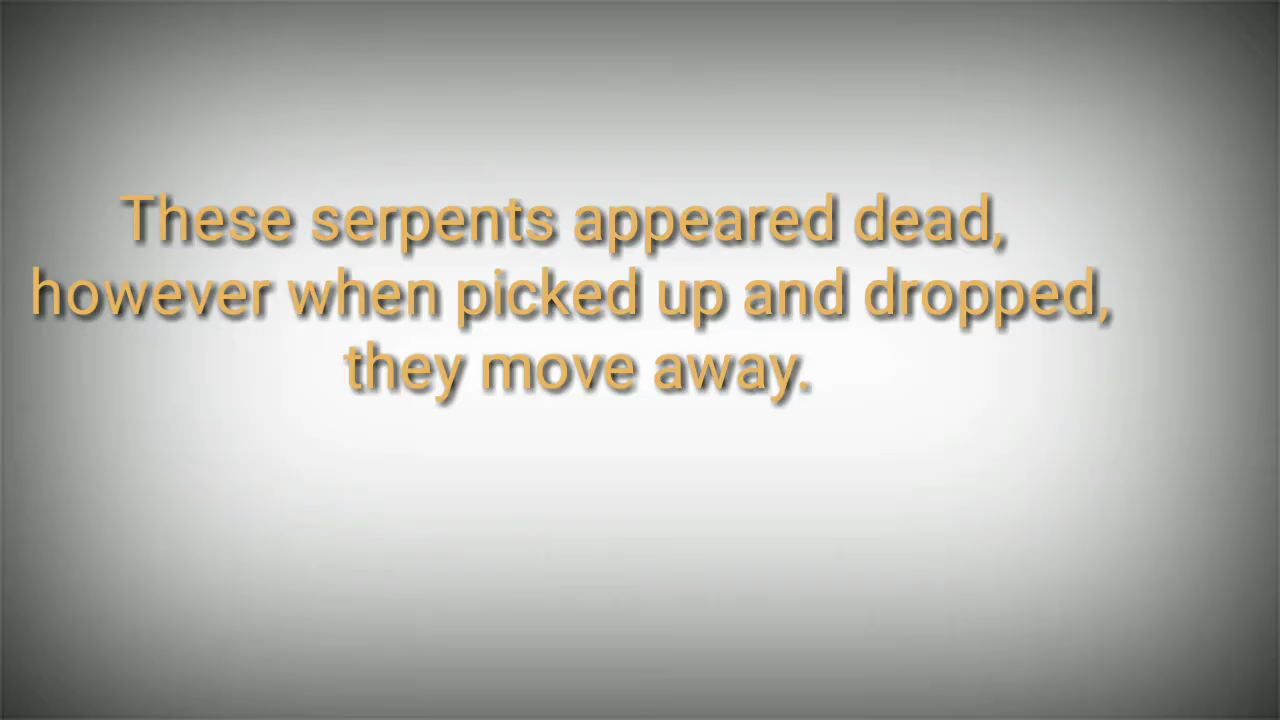 These serpents appeared dead,
however when picked up and dropped,
they move away.